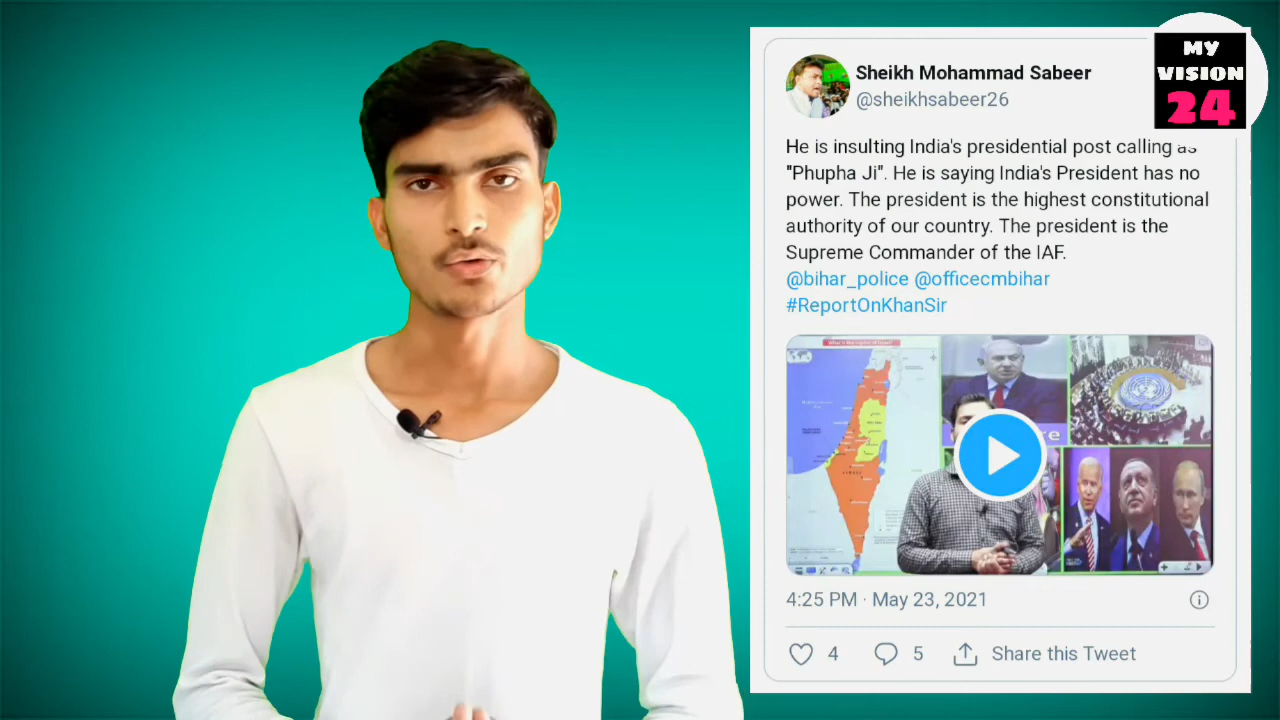 MY
VISION
24
Sheikh Mohammad Sabeer
@sheikhsabeer26
He is insulting India's presidential post calling as
"Phupha Ji". He is saying India's President has no
power. The president is the highest constitutional
authority of our country. The president is the
Supreme Commander of the IAF.
@bihar_police @officecmbihar
#ReportOnKhanSir
4:25 PM · May 23, 2021
4
5
Share this Tweet